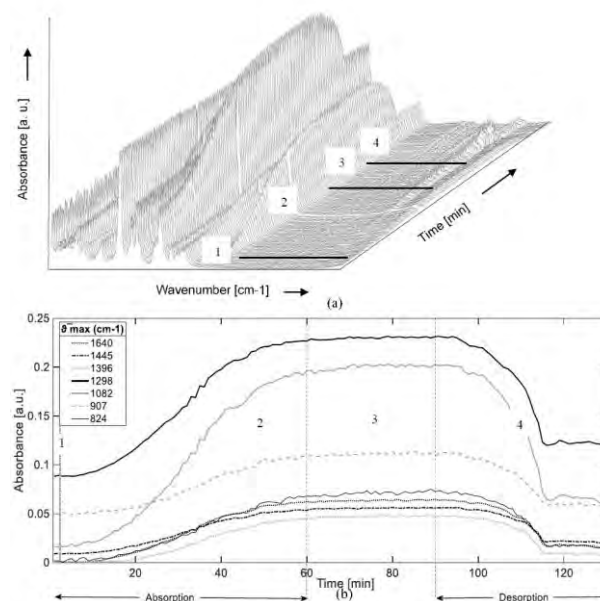 Absorbance [a. u.]
4
3
2
1
Time [min]
Wavenumber [cm-1]
(a)
0.25
0.2
0.15
0.1
0.05
0
Absorbance [a.u.]
ϑ max (cm-1)
1640
1445
1396
1298
1082
907
824
1
2
3
4
0 20 40 60 80 100 120
Time [min]
(b)
Absorption
Desorption